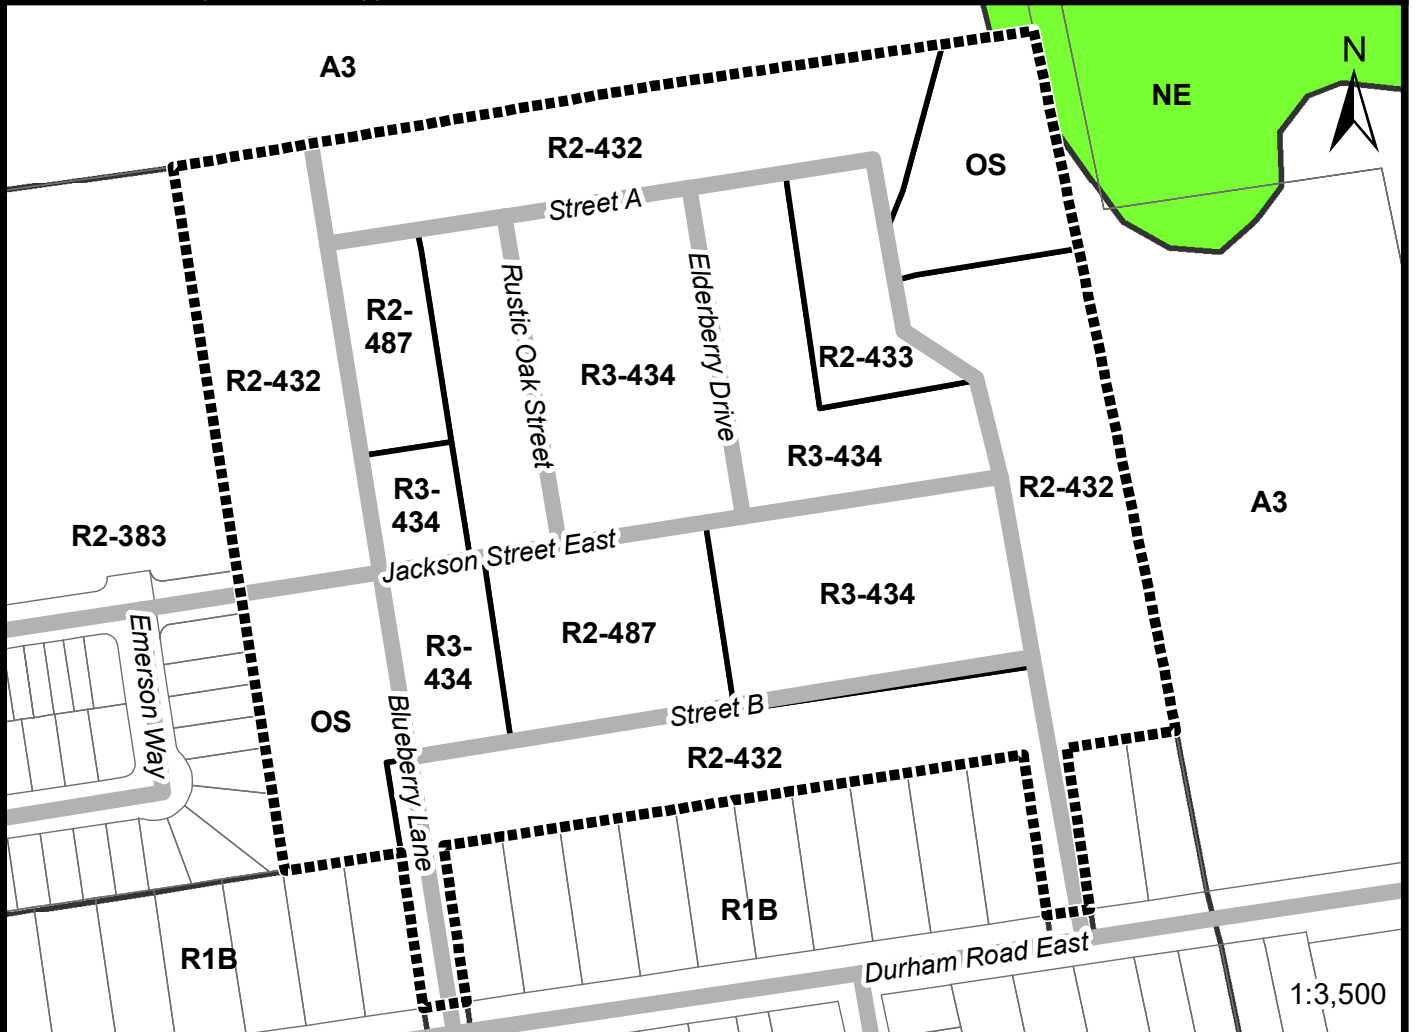 A3
N
NE
R2-432
OS
Street A
R2-
487
Rustic Oak Street
Elderberry Drive
R2-433
R2-432
R3-434
R3-434
R3-
434
R2-432
A3
R2-383
Jackson Street East
R3-434
Emerson Way
R2-487
R3-
434
OS
Blueberry Lane
Street B
R2-432
R1B
R1B
Durham Road East
1:3,500